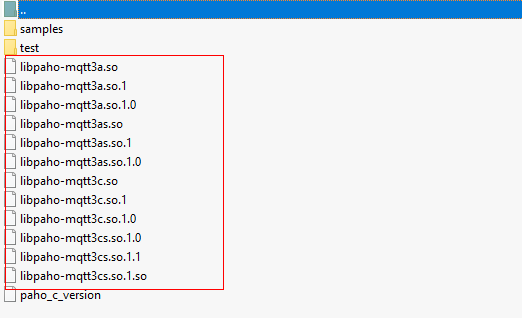 ..
samples
test
libpaho-mqtt3a.so
libpaho-mqtt3a.so.1
libpaho-mqtt3a.so.1.0
libpaho-mqtt3as.so
libpaho-mqtt3as.so.1
libpaho-mqtt3as.so.1.0
libpaho-mqtt3c.so
libpaho-mqtt3c.so.1
libpaho-mqtt3c.so.1.0
libpaho-mqtt3cs.so.1.0
libpaho-mqtt3cs.so.1.1
libpaho-mqtt3cs.so.1.so
paho_c_version